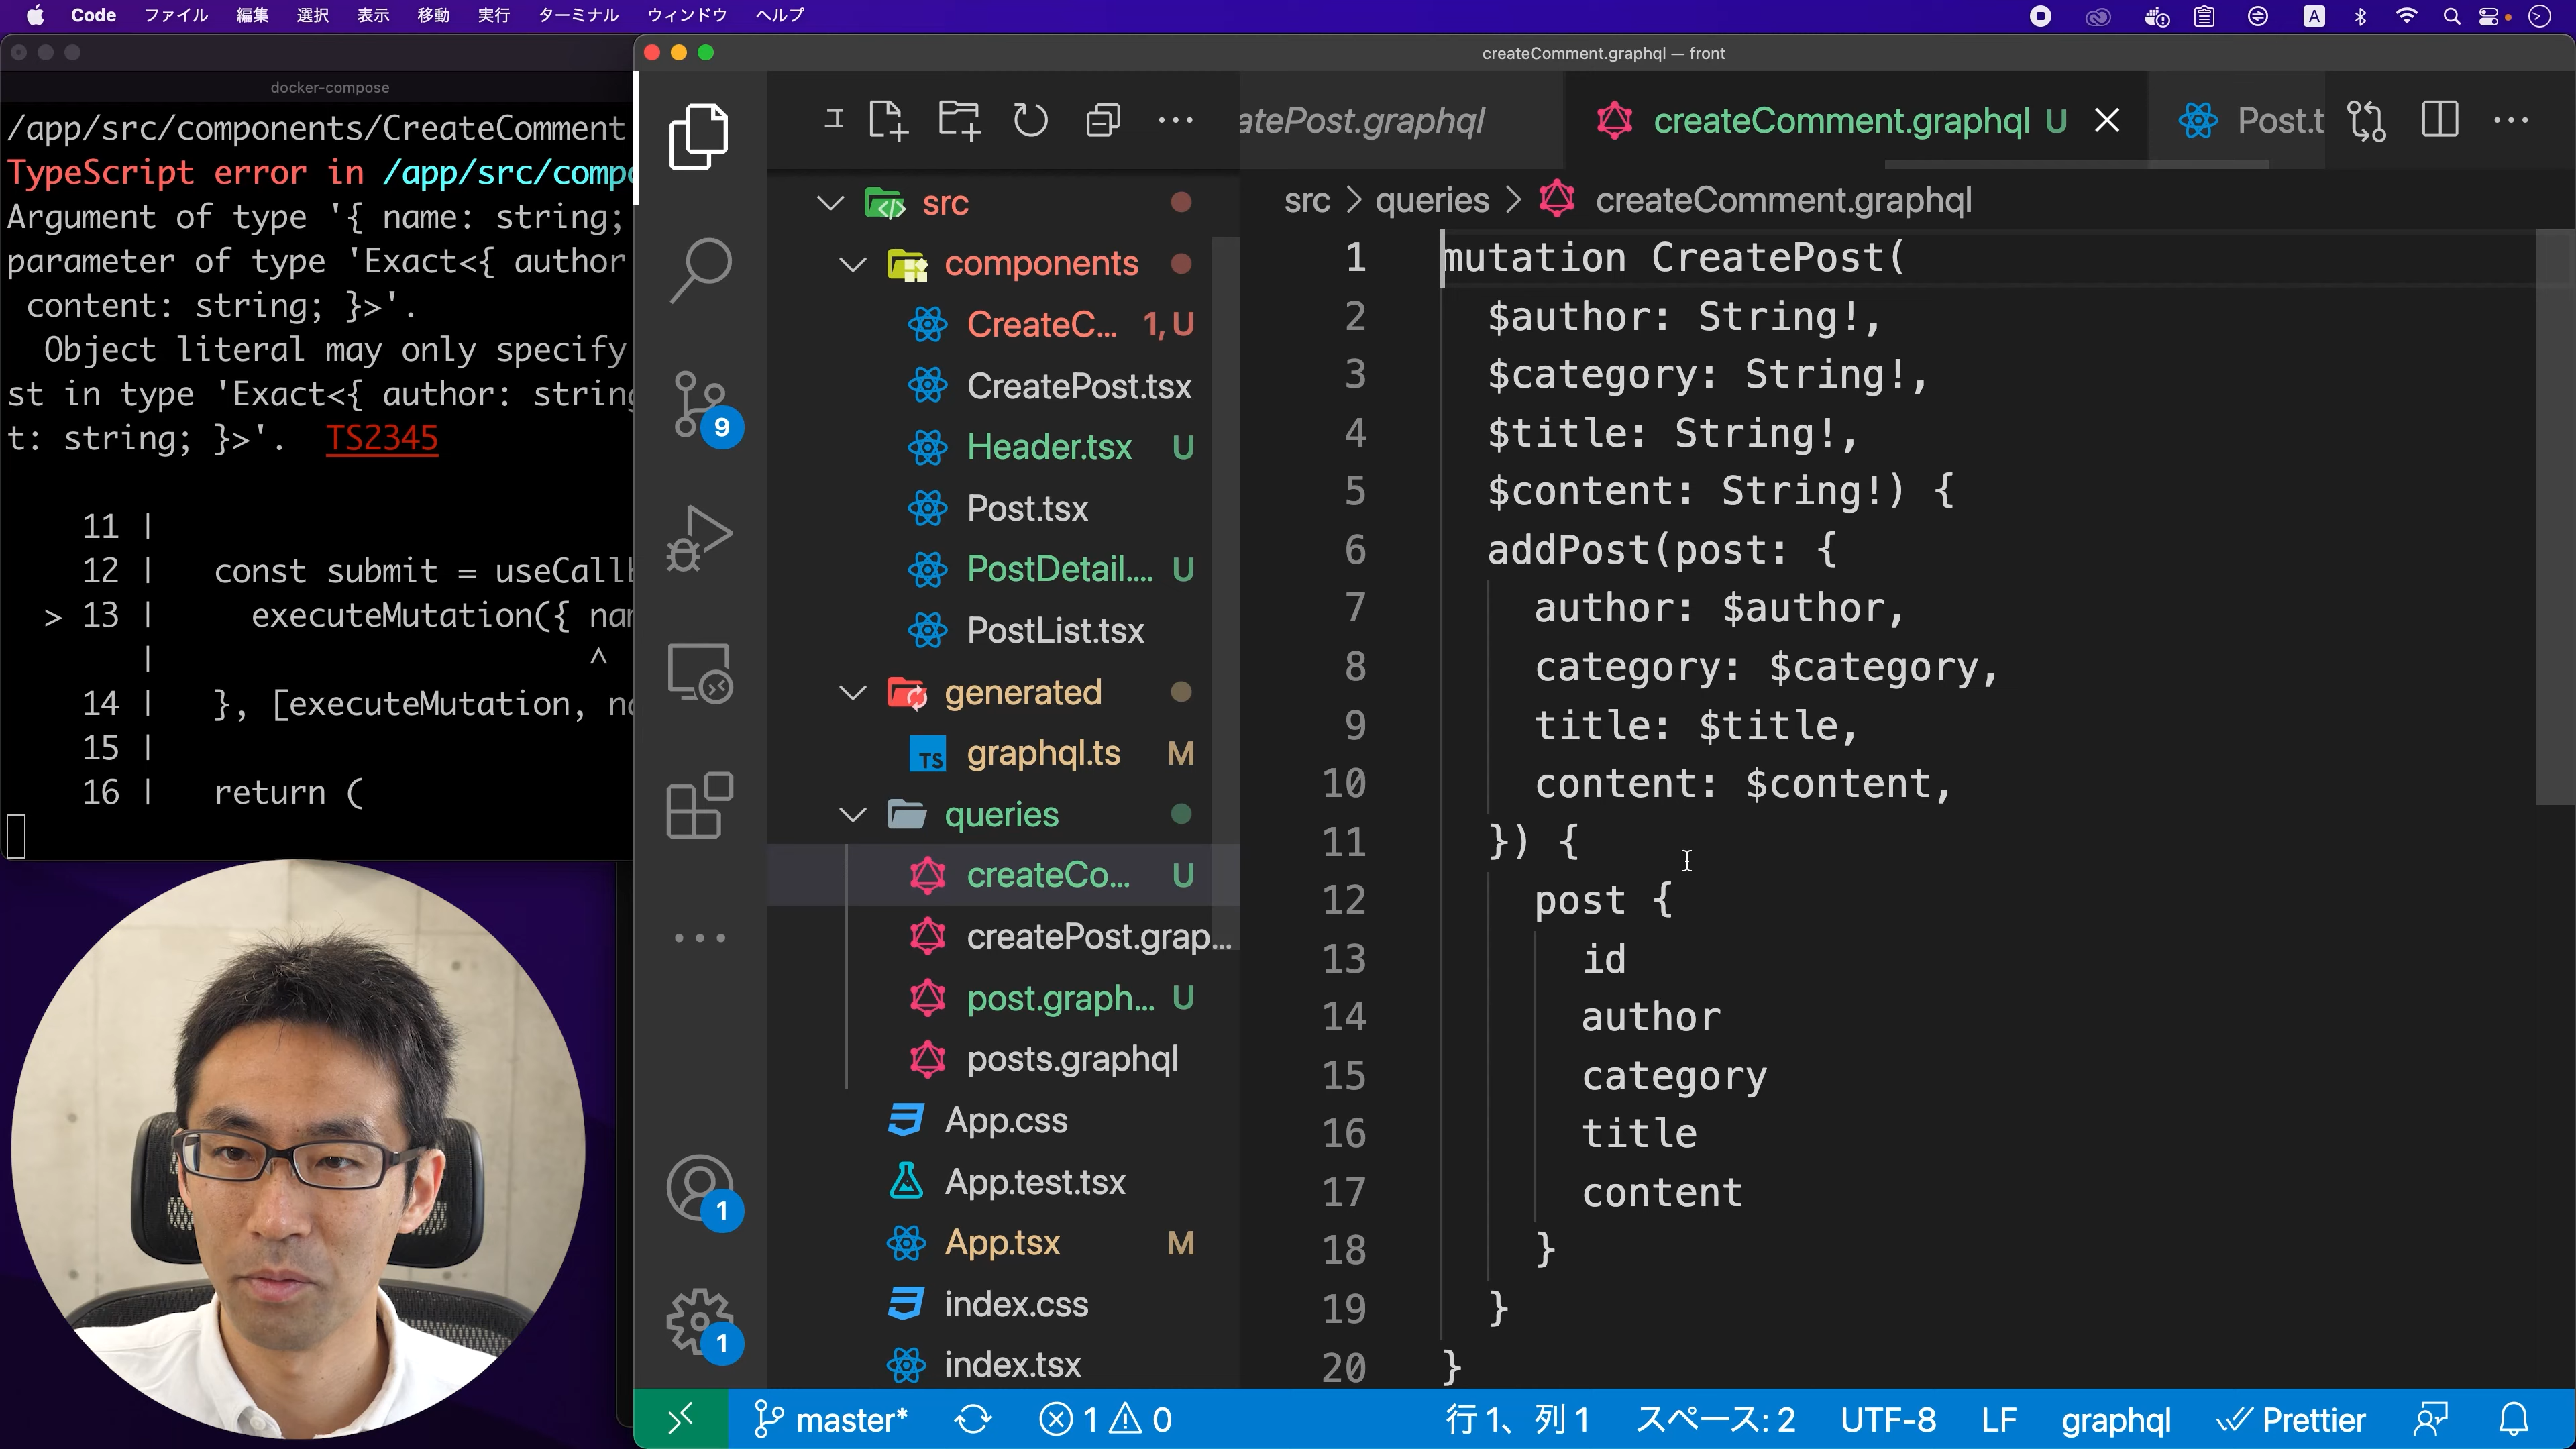 Code ファイル 編集 選択 表示 移動 実行 ターミナル ウィンドウ ヘルプ
A
docker-compose
/app/src/components/CreateComment
TypeScript error in /app/src/comp
Argument of type '{ name: string;
parameter of type 'Exact<{ author
content: string; }>'.
Object literal may only specify
st in type 'Exact<{ author: string
t: string; }>'. TS2345
11 |
12 | const submit = useCall
> 13 | executeMutation({ na
| ^
14 | }, [executeMutation, n
15 |
16 | return (
createComment.graphql — front
atePost.graphql
createComment.graphql U
Post.t
9
1
1
src
components
CreateC... 1, U
CreatePost.tsx
Header.tsx U
Post.tsx
PostDetail.... U
PostList.tsx
generated
TS graphql.ts M
queries
createCo... U
createPost.grap...
post.graph... U
posts.graphql
App.css
App.test.tsx
App.tsx M
index.css
index.tsx
src > queries > createComment.graphql
1 mutation CreatePost(
2 $author: String!,
3 $category: String!,
4 $title: String!,
5 $content: String!) {
6 addPost(post: {
7 author: $author,
8 category: $category,
9 title: $title,
10 content: $content,
11 }) {
12 post {
13 id
14 author
15 category
16 title
17 content
18 }
19 }
20 }
master* 1 0 行 1、列 1 スペース: 2 UTF-8 LF graphql Prettier